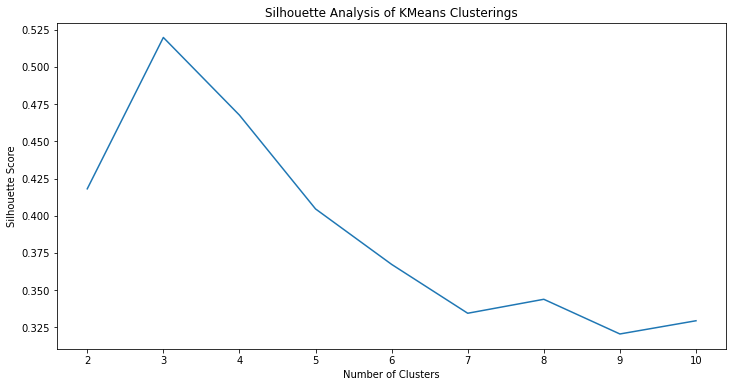 Silhouette Analysis of KMeans Clusterings
0.525
0.500
0.475
0.450
0.425
0.400
0.375
0.350
0.325
Silhouette Score
2 3 4 5 6 7 8 9 10
Number of Clusters